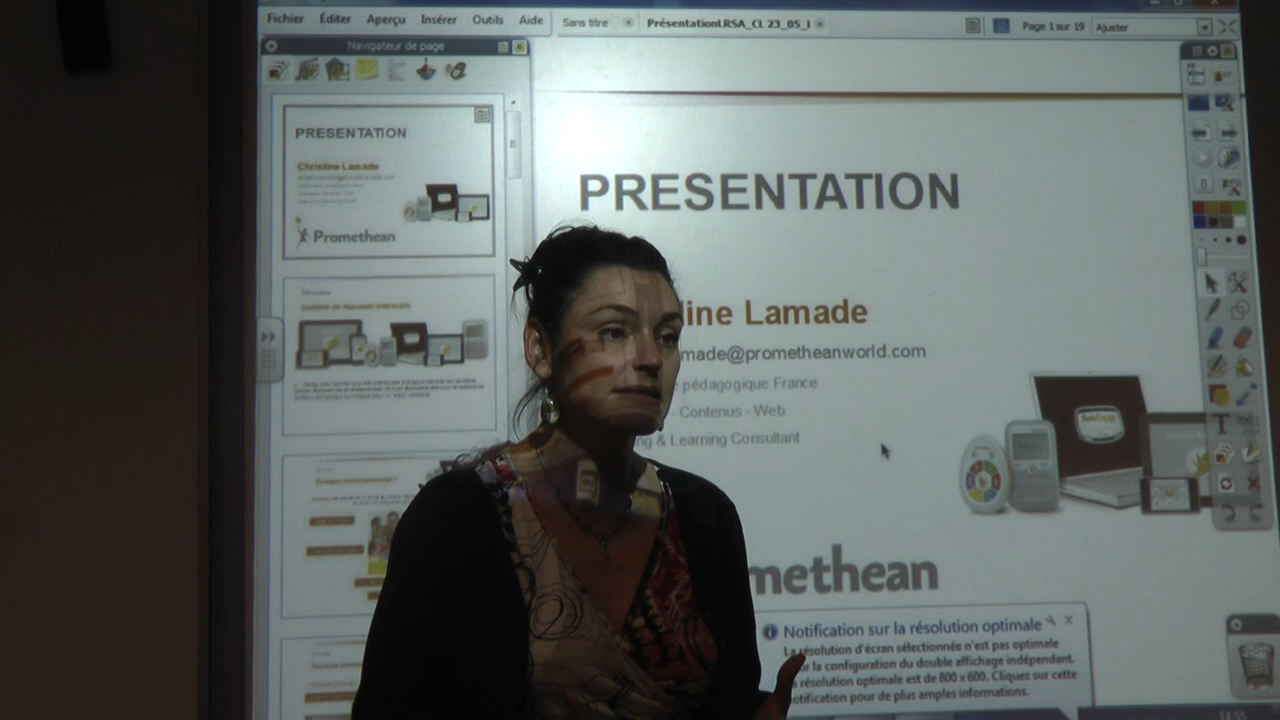 Fichier Éditer Aperçu Insérer Outils Aide
Sans titre PrésentationLRSA_CL 23_05_I
Page 1 sur 19 Ajuster
Navigateur de page
PRESENTATION
Christine Lamade
Promethean
PRESENTATION
ine Lamade
made@prometheanworld.com
pédagogique France
- Contenus - Web
ng & Learning Consultant
methean
Notification sur la résolution optimale
La résolution d'écran sélectionnée n'est pas optimale
r la configuration du double affichage indépendant.
résolution optimale est de 800 x 600. Cliquez sur cette
otification pour de plus amples informations.